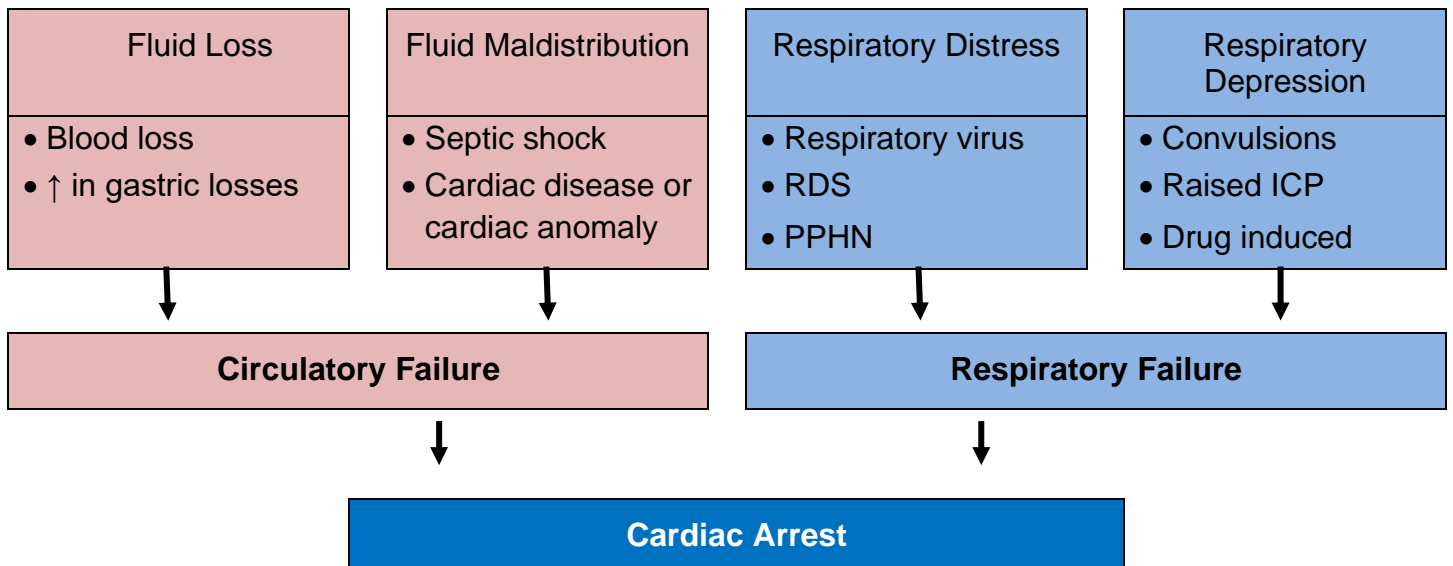 Fluid Loss
• Blood loss
• ↑ in gastric losses
Fluid Maldistribution
• Septic shock
• Cardiac disease or
cardiac anomaly
Respiratory Distress
• Respiratory virus
• RDS
• PPHN
Respiratory
Depression
• Convulsions
• Raised ICP
• Drug induced
Circulatory Failure
Respiratory Failure
Cardiac Arrest